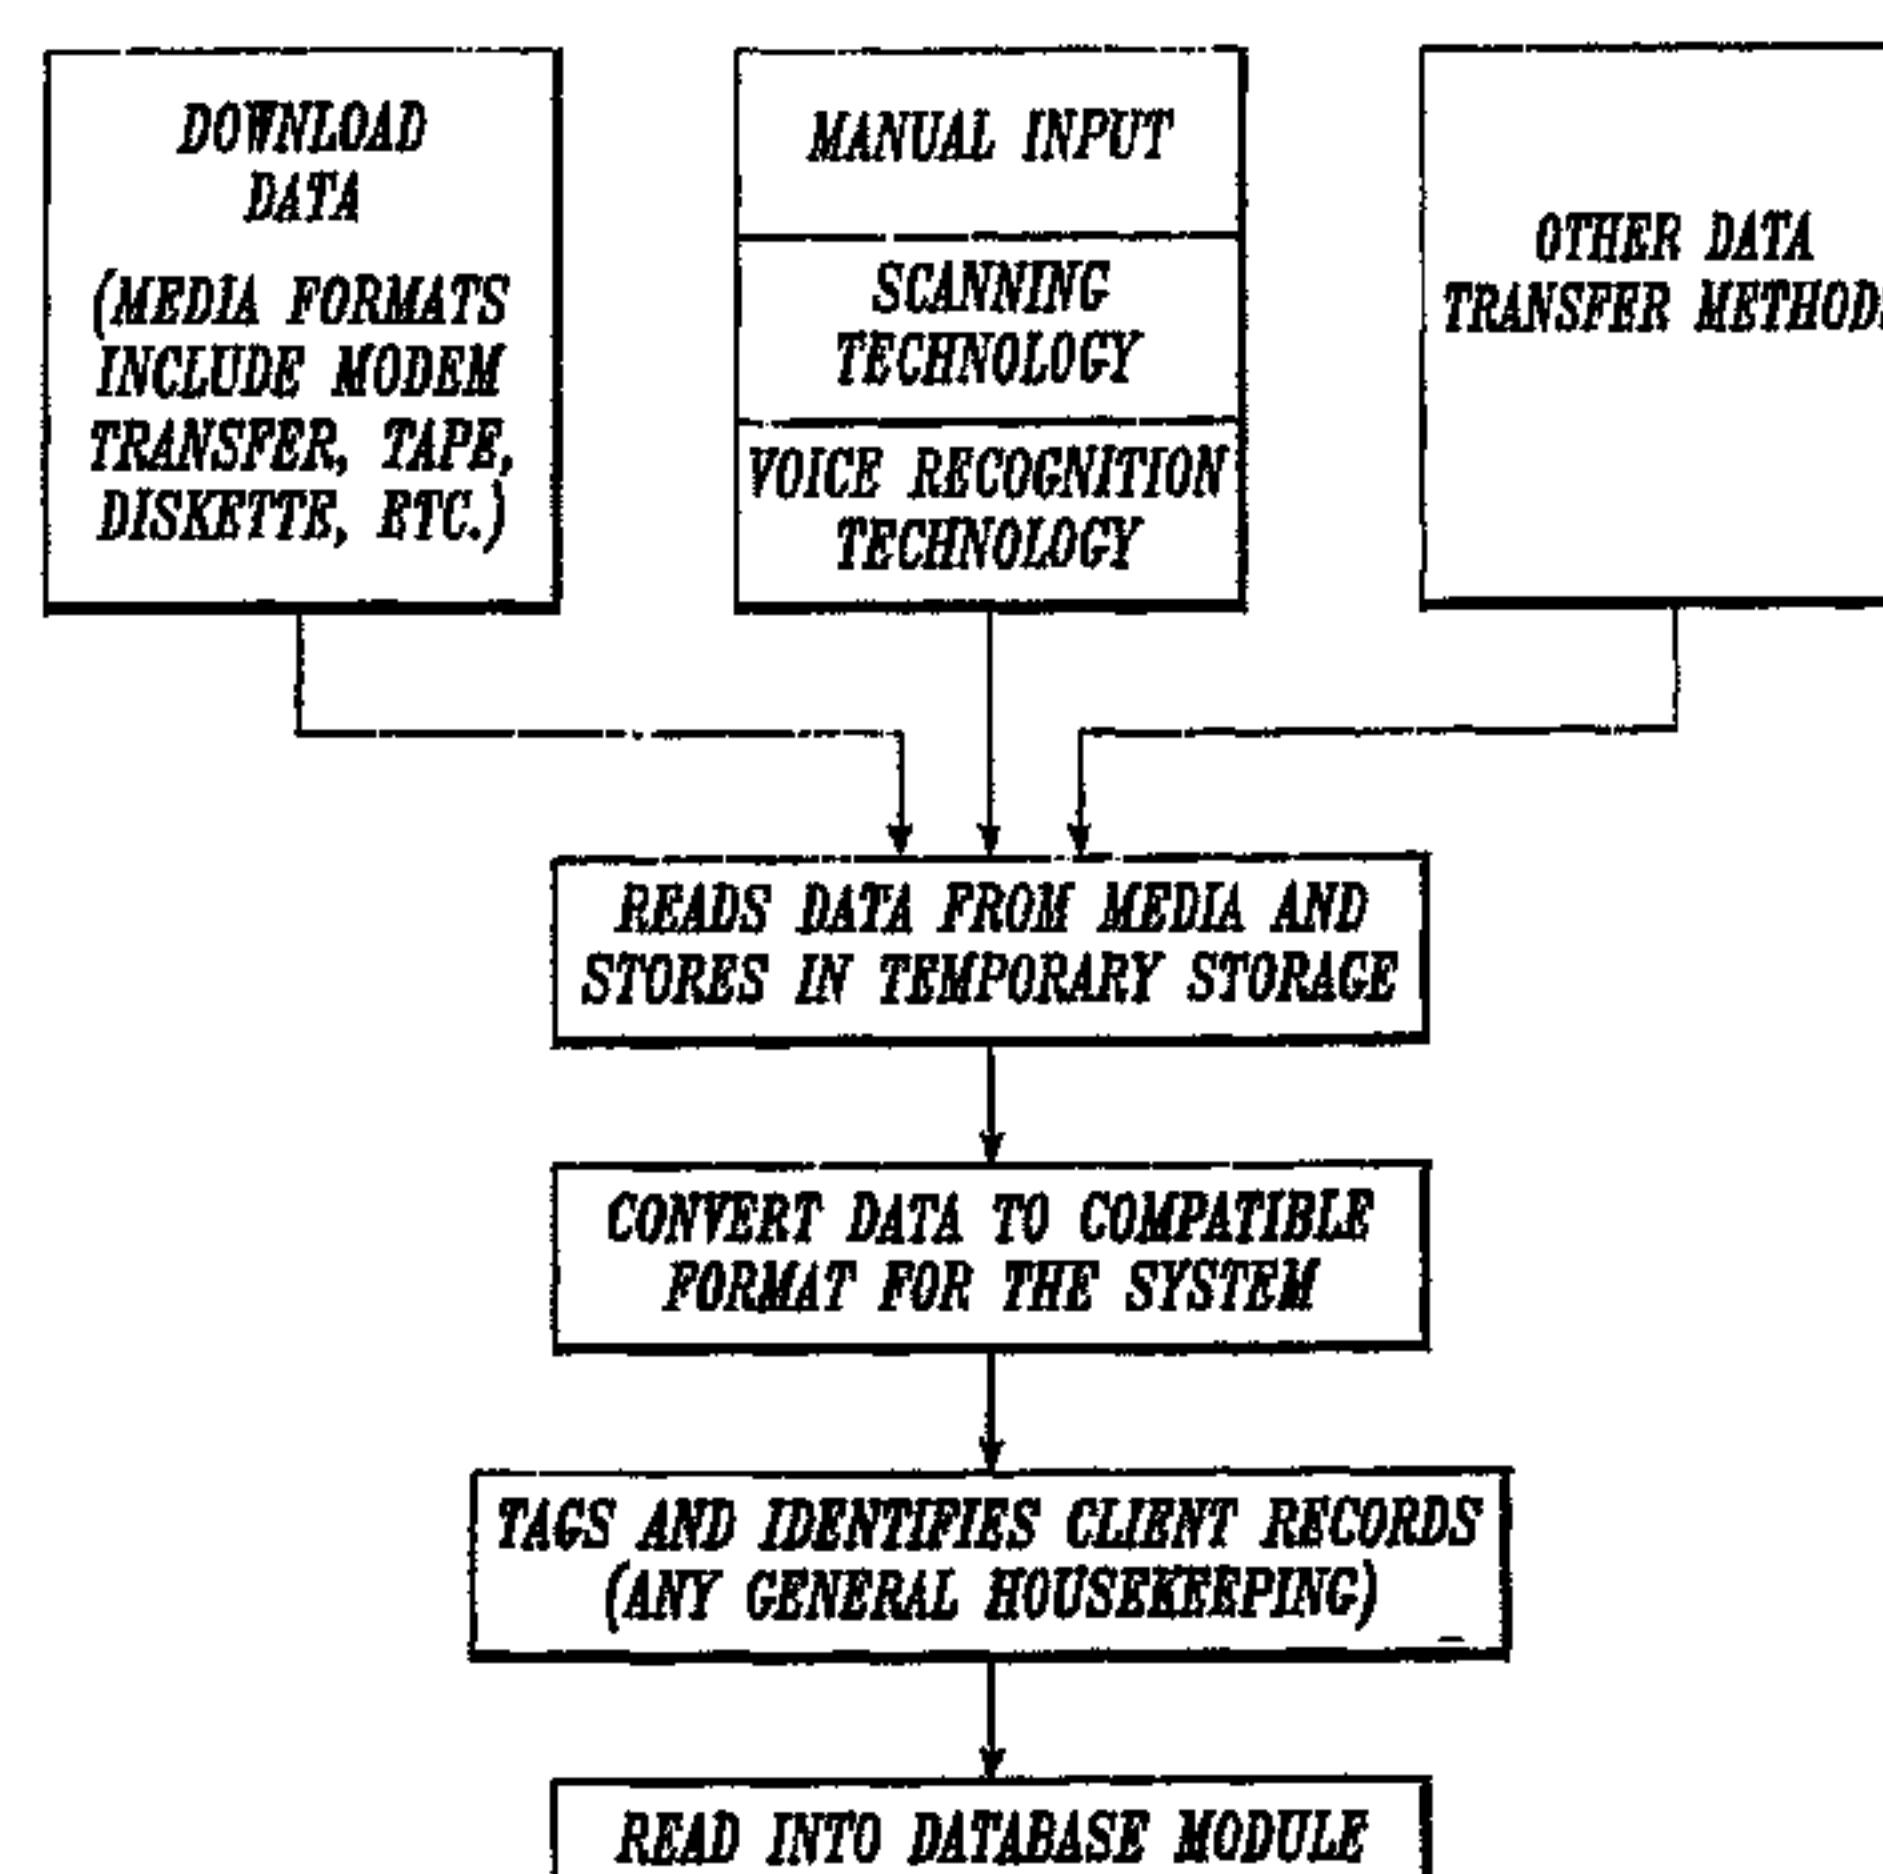 DOWNLOAD
DATA
(MEDIA FORMATS
INCLUDE MODEM
TRANSFER, TAPE,
DISKETTE, ETC.)
MANUAL INPUT
SCANNING
TECHNOLOGY
VOICE RECOGNITION
TECHNOLOGY
OTHER DATA
TRANSFER METHODS
READS DATA FROM MEDIA AND
STORES IN TEMPORARY STORAGE
CONVERT DATA TO COMPATIBLE
FORMAT FOR THE SYSTEM
TAGS AND IDENTIFIES CLIENT RECORDS
(ANY GENERAL HOUSEKEEPING)
READ INTO DATABASE MODULE